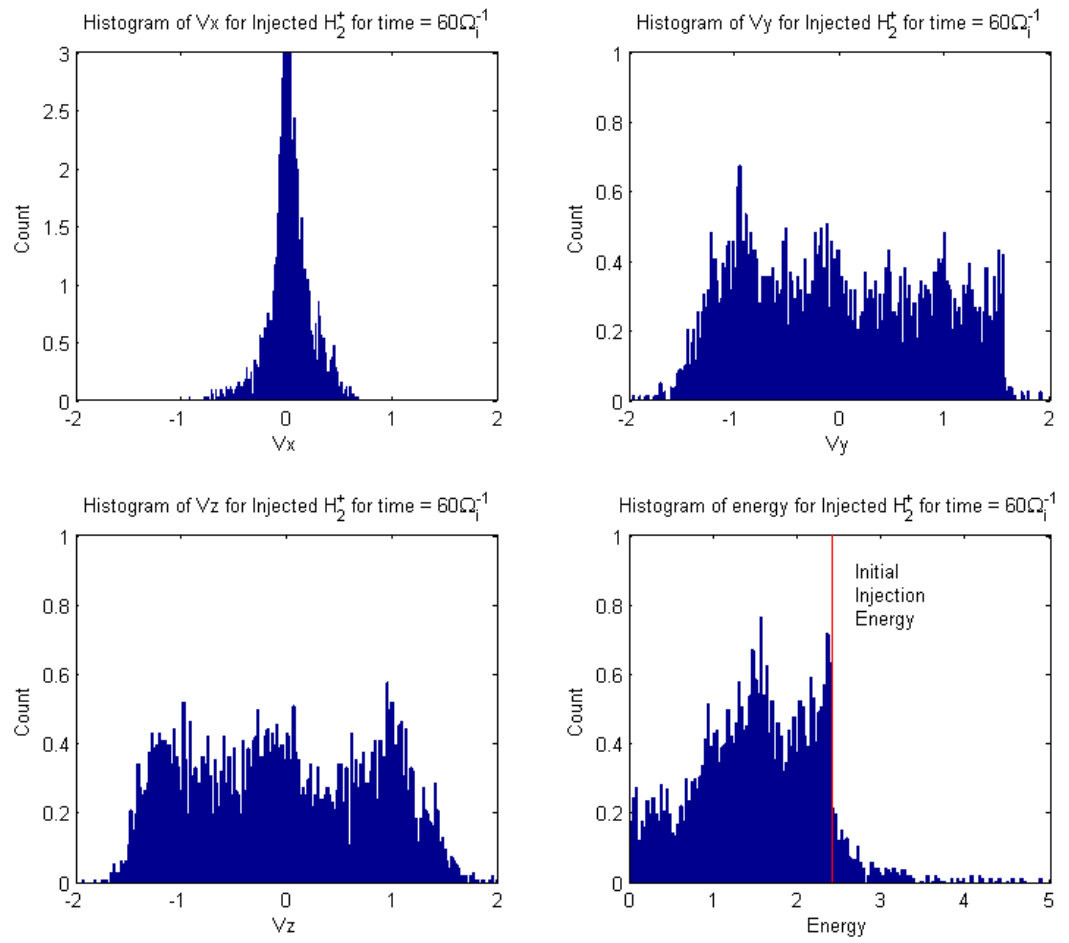 Histogram of Vx for Injected H₂⁺ for time = 60Ωᵢ⁻¹
3
2.5
2
1.5
1
0.5
0
Count
-2 -1 0 1 2
Vx
Histogram of Vy for Injected H₂⁺ for time = 60Ωᵢ⁻¹
1
0.8
0.6
0.4
0.2
0
Count
-2 -1 0 1 2
Vy
Histogram of Vz for Injected H₂⁺ for time = 60Ωᵢ⁻¹
1
0.8
0.6
0.4
0.2
0
Count
-2 -1 0 1 2
Vz
Histogram of energy for Injected H₂⁺ for time = 60Ωᵢ⁻¹
1
0.8
0.6
0.4
0.2
0
Count
Initial
Injection
Energy
0 1 2 3 4 5
Energy